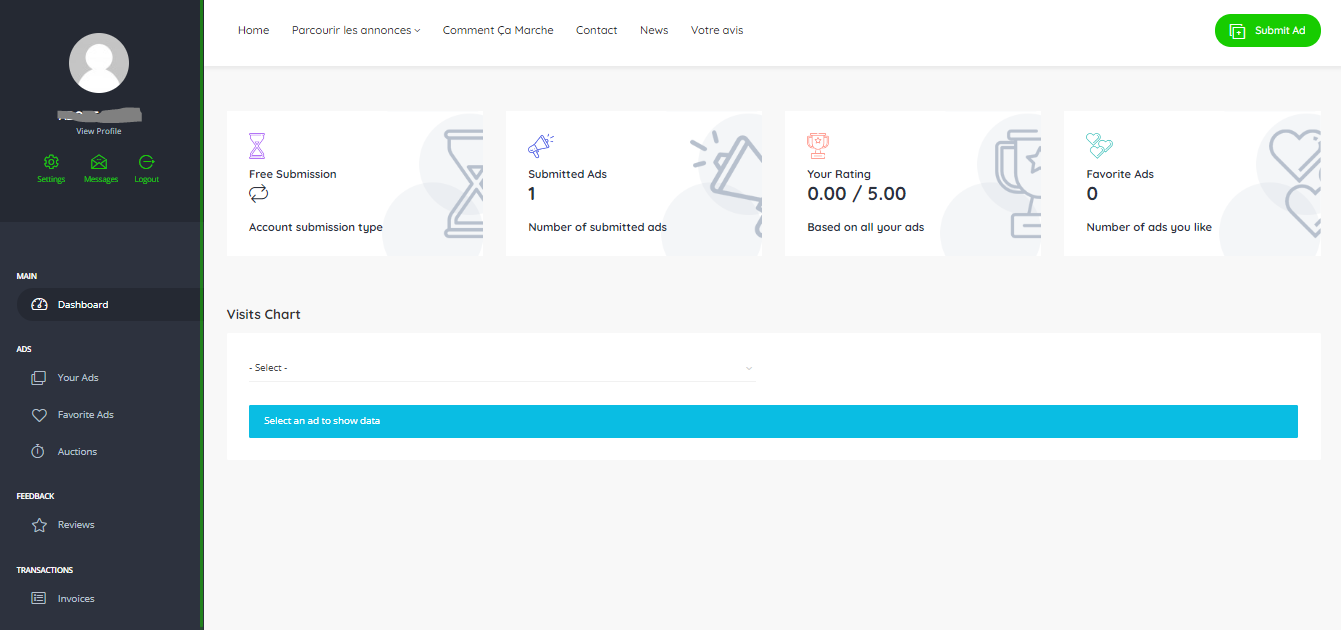 View Profile
Settings
Messages
Logout
MAIN
Dashboard
ADS
Your Ads
Favorite Ads
Auctions
FEEDBACK
Reviews
TRANSACTIONS
Invoices
Home
Parcourir les annonces
Comment Ça Marche
Contact
News
Votre avis
Submit Ad
Free Submission
Account submission type
Submitted Ads
1
Number of submitted ads
Your Rating
0.00 / 5.00
Based on all your ads
Favorite Ads
0
Number of ads you like
Visits Chart
- Select -
Select an ad to show data